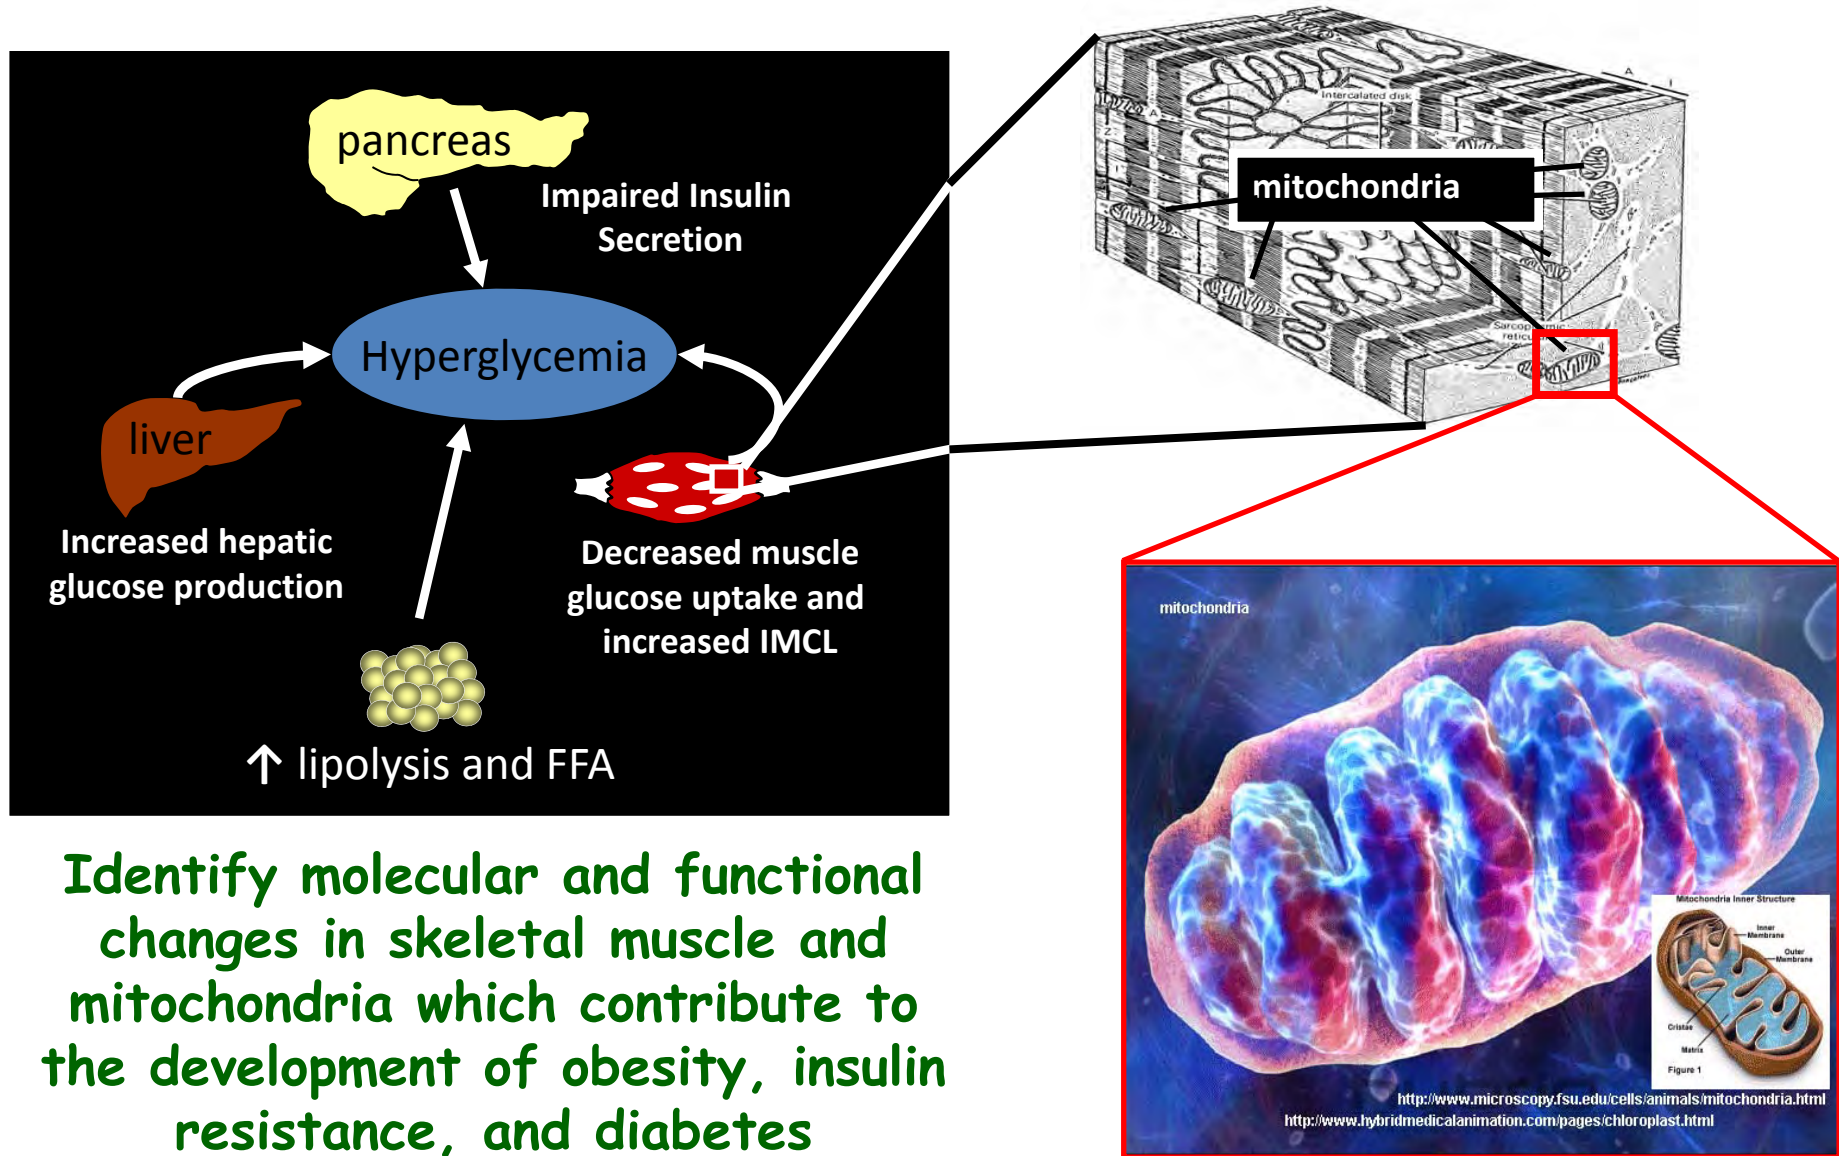 pancreas
Impaired Insulin
Secretion
Hyperglycemia
liver
Increased hepatic
glucose production
Decreased muscle
glucose uptake and
increased IMCL
↑ lipolysis and FFA
Identify molecular and functional
changes in skeletal muscle and
mitochondria which contribute to
the development of obesity, insulin
resistance, and diabetes
A
I
Intercalated disk
A
Z
mitochondria
mitochondria
Mitochondria Inner Structure
Inner
Membrane
Outer
Membrane
Cristae
Matrix
Figure 1
http://www.microscopy.fsu.edu/cells/animals/mitochondria.html
http://www.hybridmedicalanimation.com/pages/chloroplast.html